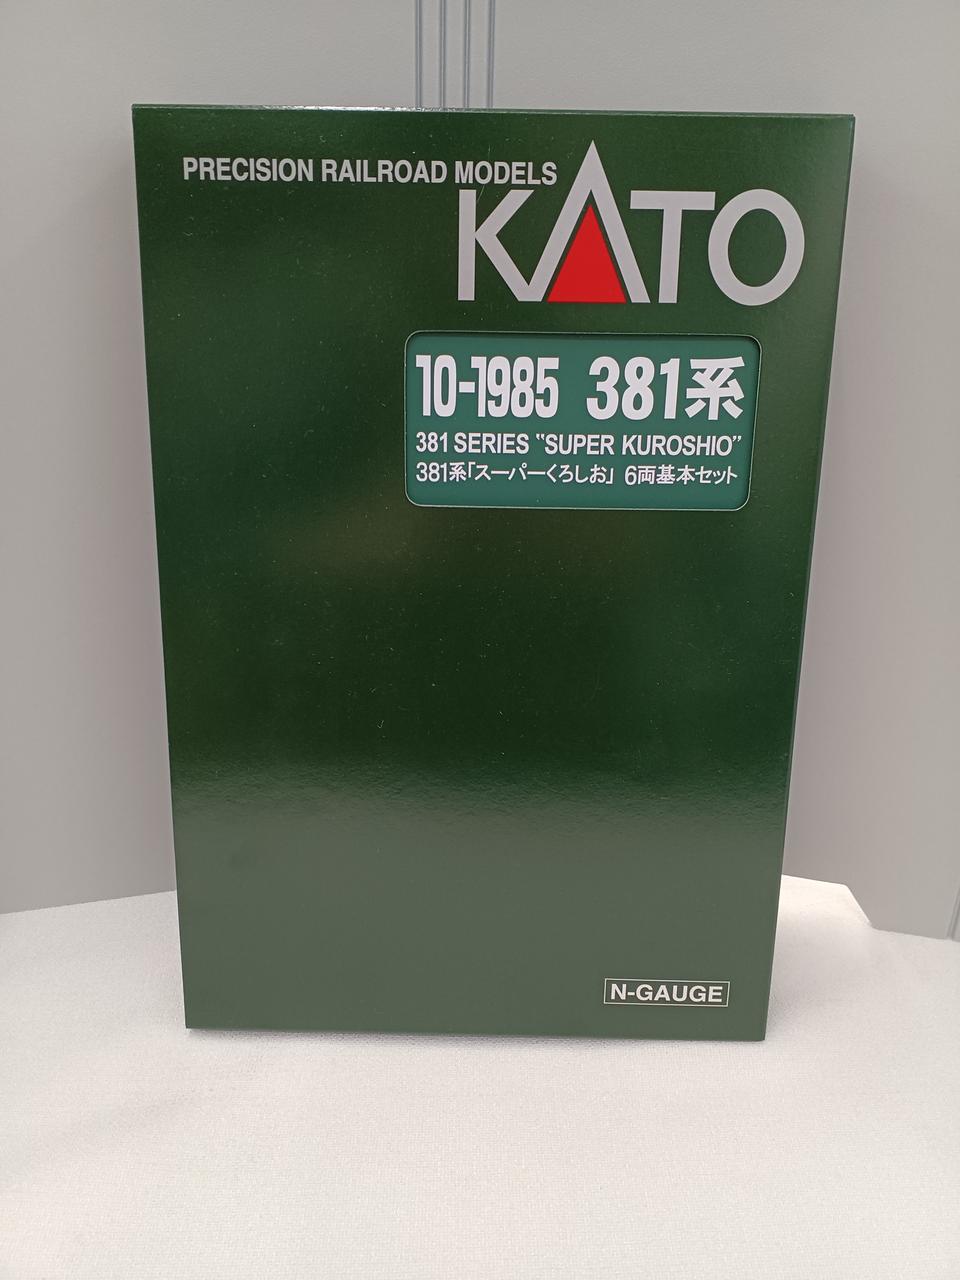 PRECISION RAILROAD MODELS
KATO
10-1985 381系
381 SERIES "SUPER KUROSHIO"
381系「スーパーくろしお」 6両基本セット
N-GAUGE